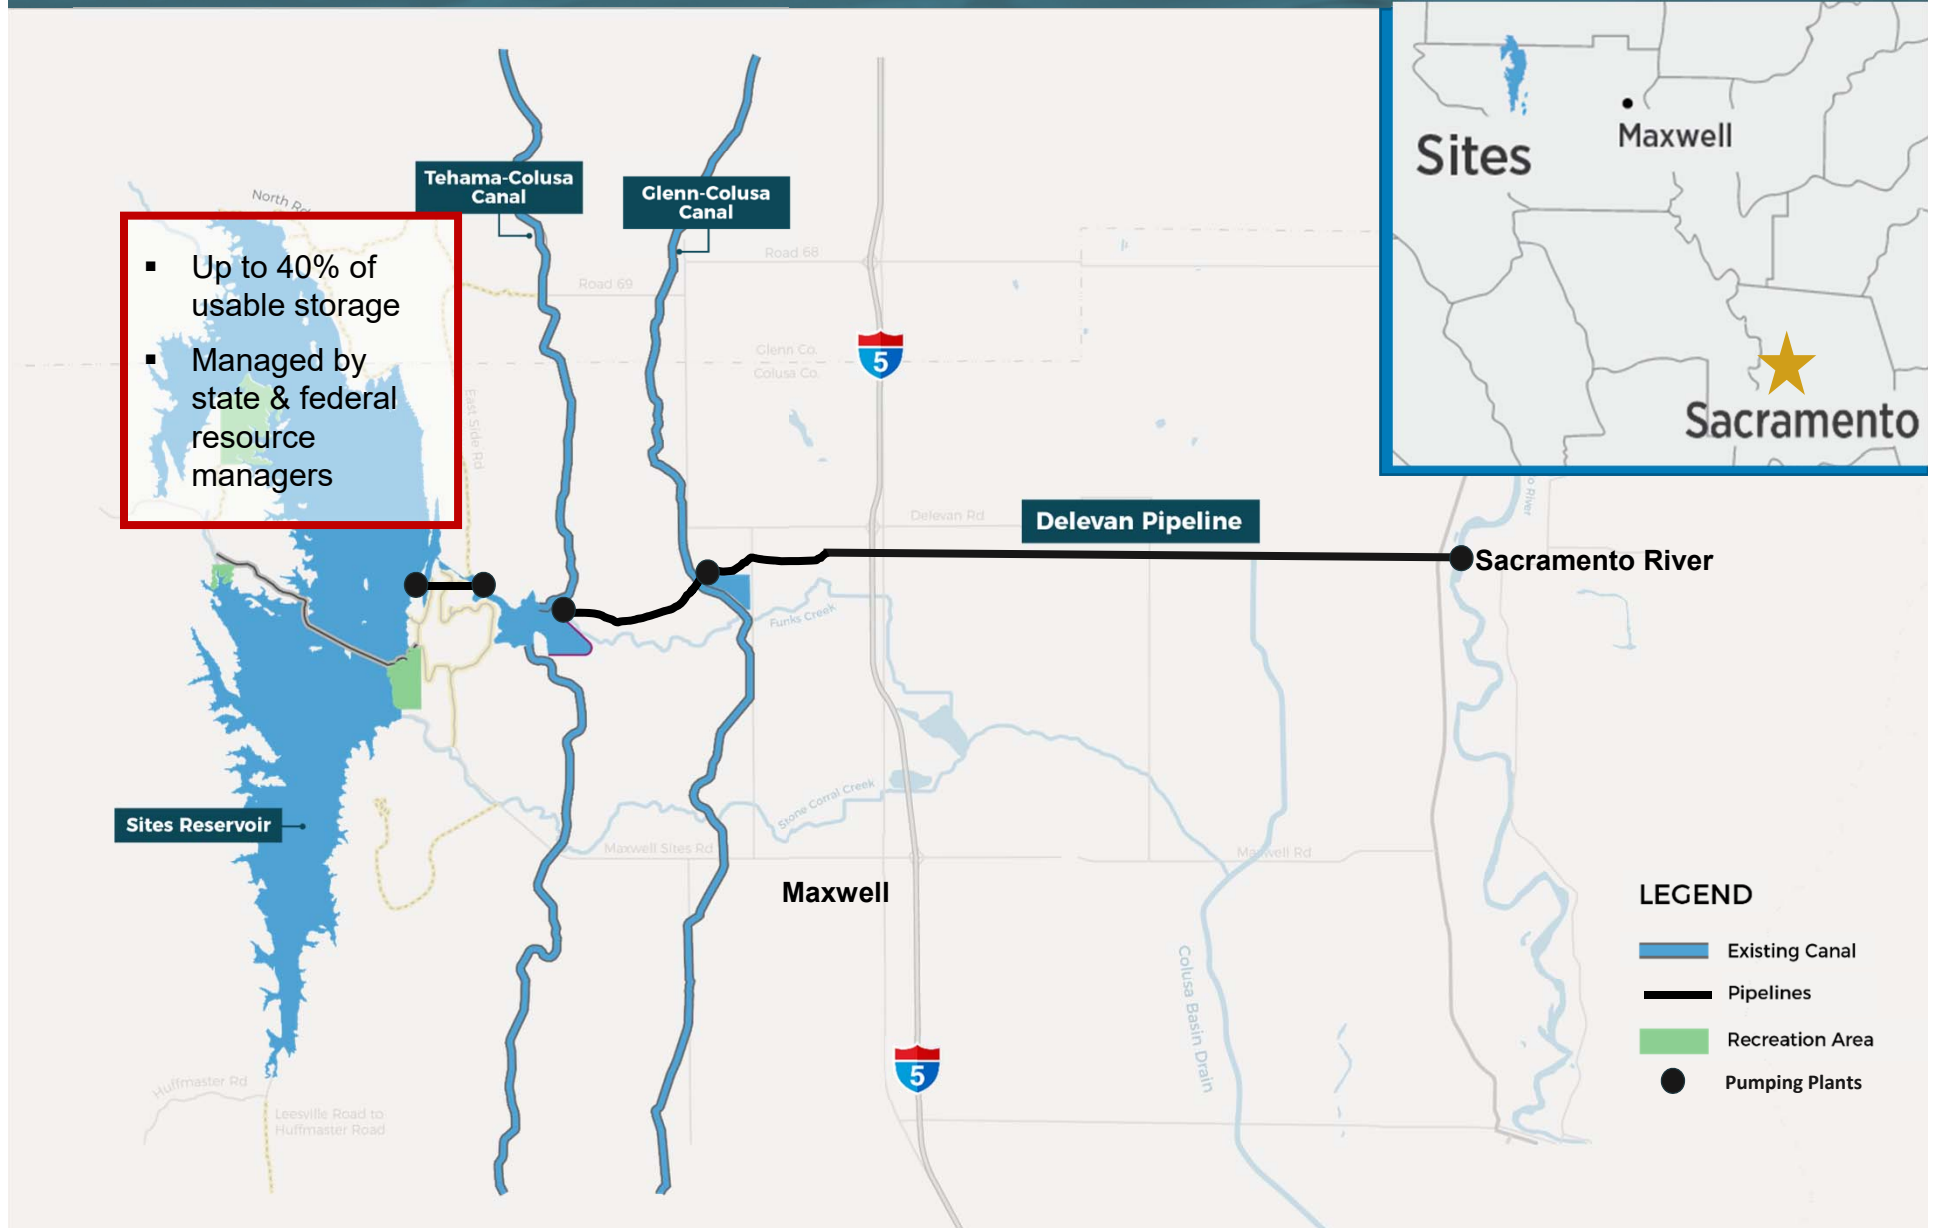 North Rd
Tehama-Colusa
Canal
Glenn-Colusa
Canal
Road 68
Road 69
Glenn Co.
Colusa Co.
5
East Side Rd
▪ Up to 40% of
usable storage
▪ Managed by
state & federal
resource
managers
Sites
Maxwell
Sacramento
Delevan Rd
Delevan Pipeline
Sacramento River
Funks Creek
Stone Corral Creek
Sites Reservoir
Maxwell Sites Rd
Maxwell Rd
Maxwell
Colusa Basin Drain
5
Huffmaster Rd
Leesville Road to
Huffmaster Road
LEGEND
Existing Canal
Pipelines
Recreation Area
Pumping Plants